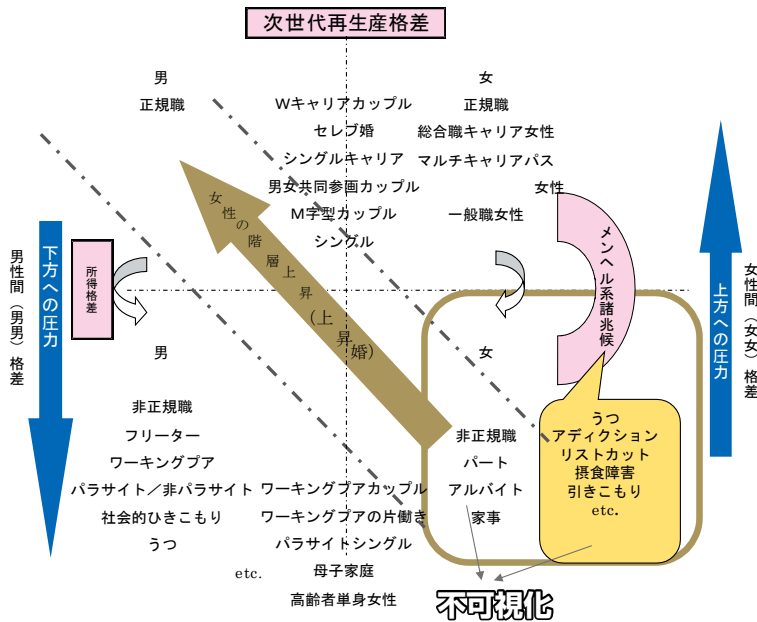 次世代再生産格差
男
女
正規職
Wキャリアカップル
正規職
セレブ婚
総合職キャリア女性
シングルキャリア
マルチキャリアパス
男女共同参画カップル
女性
M字型カップル
一般職女性
シングル
女性の階層上昇(上昇婚)
メンヘル系諸兆候
男性間(男男)格差
下方への圧力
所得格差
上方への圧力
女性間(女女)格差
男
女
非正規職
フリーター
ワーキングプア
パラサイト／非パラサイト
社会的ひきこもり
うつ
ワーキングプアカップル
ワーキングプアの片働き
パラサイトシングル
etc.
母子家庭
高齢者単身女性
非正規職
パート
アルバイト
家事
うつ
アディクション
リストカット
摂食障害
引きこもり
etc.
不可視化